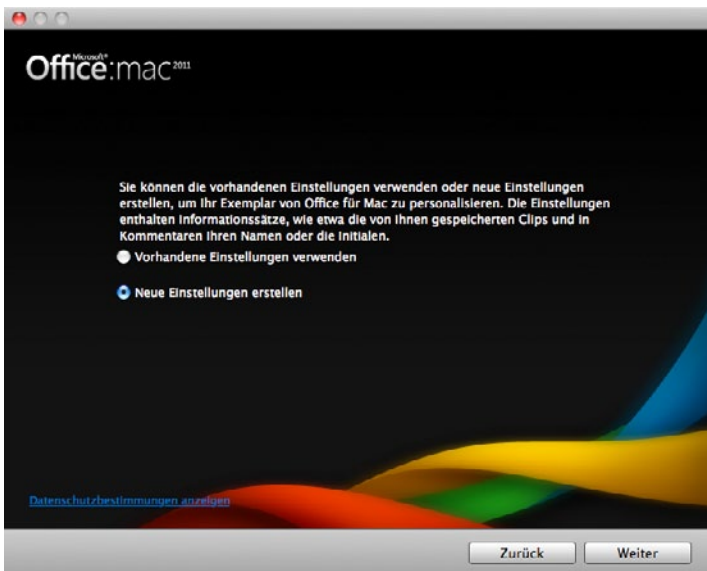 Microsoft®
Office:mac 2011
Sie können die vorhandenen Einstellungen verwenden oder neue Einstellungen
erstellen, um Ihr Exemplar von Office für Mac zu personalisieren. Die Einstellungen
enthalten Informationssätze, wie etwa die von Ihnen gespeicherten Clips und in
Kommentaren Ihren Namen oder die Initialen.
Vorhandene Einstellungen verwenden
Neue Einstellungen erstellen
Datenschutzbestimmungen anzeigen
Zurück
Weiter